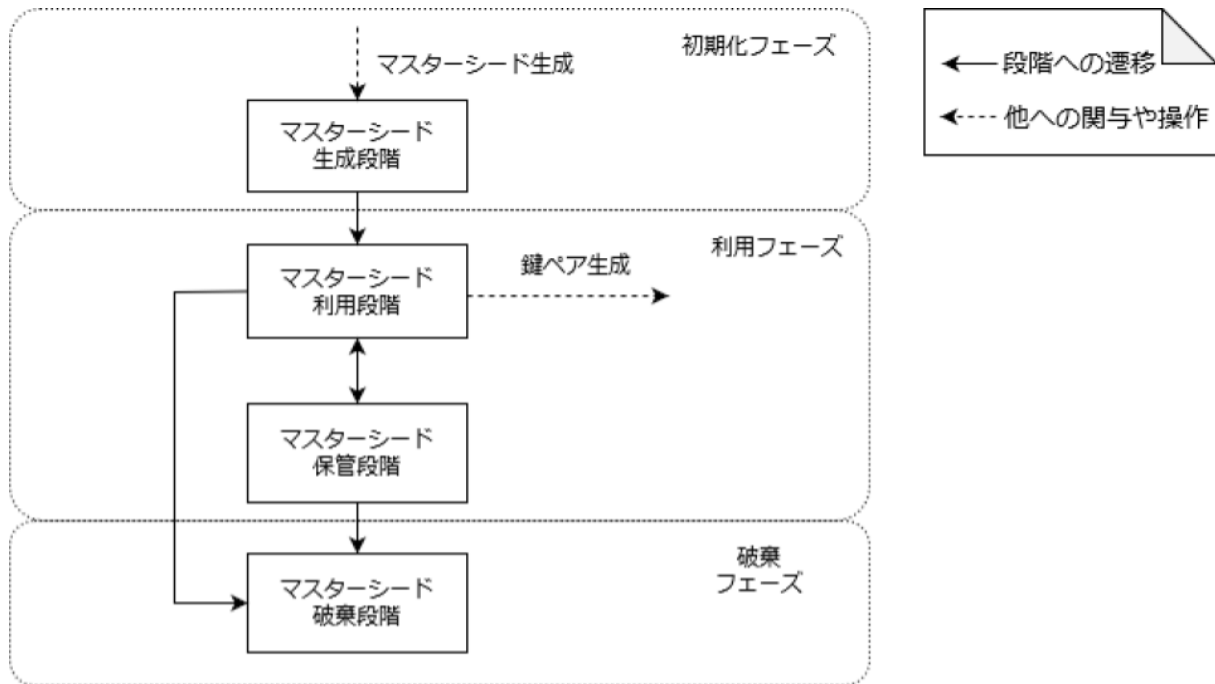 初期化フェーズ
マスターシード生成
マスターシード
生成段階
利用フェーズ
マスターシード
利用段階
鍵ペア生成
マスターシード
保管段階
破棄
フェーズ
マスターシード
破棄段階
段階への遷移
他への関与や操作